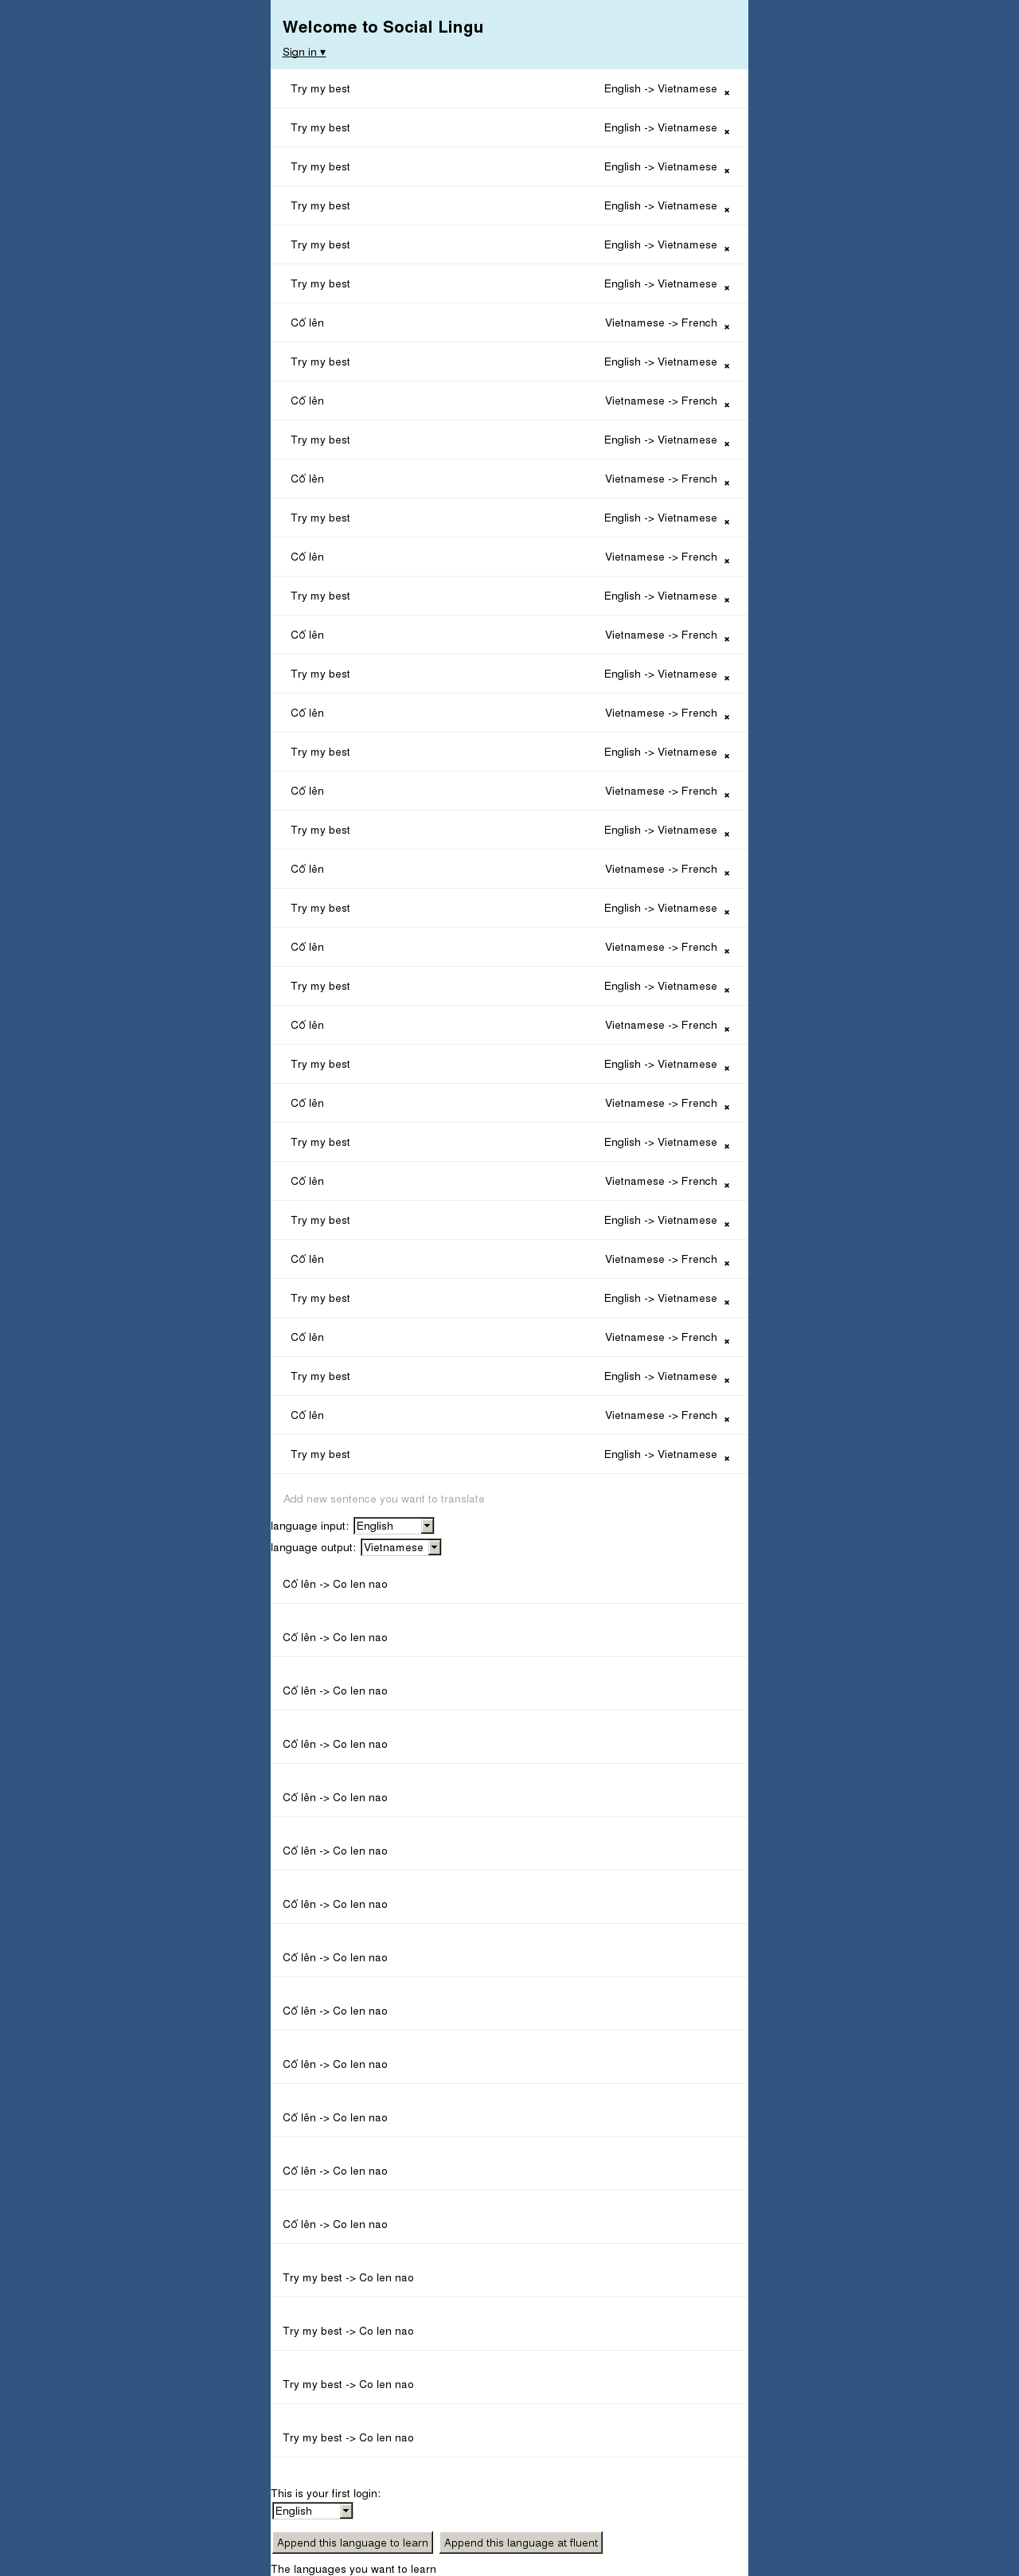 Welcome to Social Lingu
Sign in ▾
Try my best English -> Vietnamese ×
Try my best English -> Vietnamese ×
Try my best English -> Vietnamese ×
Try my best English -> Vietnamese ×
Try my best English -> Vietnamese ×
Try my best English -> Vietnamese ×
Cố lên Vietnamese -> French ×
Try my best English -> Vietnamese ×
Cố lên Vietnamese -> French ×
Try my best English -> Vietnamese ×
Cố lên Vietnamese -> French ×
Try my best English -> Vietnamese ×
Cố lên Vietnamese -> French ×
Try my best English -> Vietnamese ×
Cố lên Vietnamese -> French ×
Try my best English -> Vietnamese ×
Cố lên Vietnamese -> French ×
Try my best English -> Vietnamese ×
Cố lên Vietnamese -> French ×
Try my best English -> Vietnamese ×
Cố lên Vietnamese -> French ×
Try my best English -> Vietnamese ×
Cố lên Vietnamese -> French ×
Try my best English -> Vietnamese ×
Cố lên Vietnamese -> French ×
Try my best English -> Vietnamese ×
Cố lên Vietnamese -> French ×
Try my best English -> Vietnamese ×
Cố lên Vietnamese -> French ×
Try my best English -> Vietnamese ×
Cố lên Vietnamese -> French ×
Try my best English -> Vietnamese ×
Cố lên Vietnamese -> French ×
Try my best English -> Vietnamese ×
Cố lên Vietnamese -> French ×
Try my best English -> Vietnamese ×
Add new sentence you want to translate
language input: English
language output: Vietnamese
Cố lên -> Co len nao
Cố lên -> Co len nao
Cố lên -> Co len nao
Cố lên -> Co len nao
Cố lên -> Co len nao
Cố lên -> Co len nao
Cố lên -> Co len nao
Cố lên -> Co len nao
Cố lên -> Co len nao
Cố lên -> Co len nao
Cố lên -> Co len nao
Cố lên -> Co len nao
Cố lên -> Co len nao
Try my best -> Co len nao
Try my best -> Co len nao
Try my best -> Co len nao
Try my best -> Co len nao
This is your first login:
English
Append this language to learn Append this language at fluent
The languages you want to learn